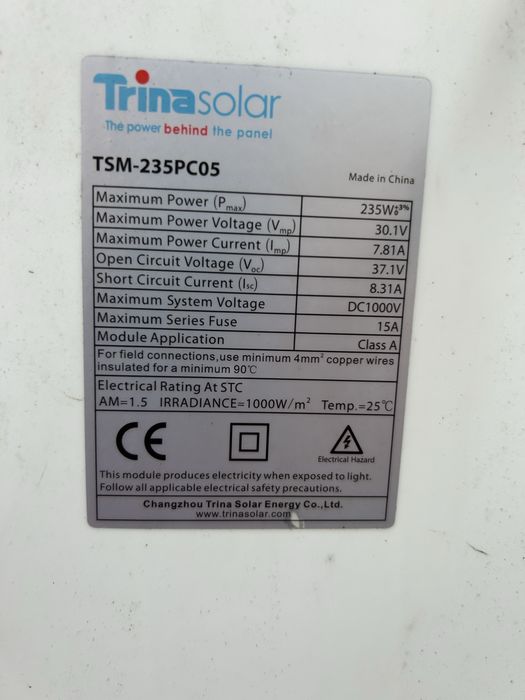 Trinasolar
The power behind the panel
TSM-235PC05
Made in China
Maximum Power (Pmax) 235W+3% 0
Maximum Power Voltage (Vmp) 30.1V
Maximum Power Current (Imp) 7.81A
Open Circuit Voltage (Voc) 37.1V
Short Circuit Current (Isc) 8.31A
Maximum System Voltage DC1000V
Maximum Series Fuse 15A
Module Application Class A
For field connections,use minimum 4mm² copper wires
insulated for a minimum 90℃
Electrical Rating At STC
AM=1.5 IRRADIANCE=1000W/m² Temp.=25℃
CE
Electrical Hazard
This module produces electricity when exposed to light.
Follow all applicable electrical safety precautions.
Changzhou Trina Solar Energy Co.,Ltd.
www.trinasolar.com